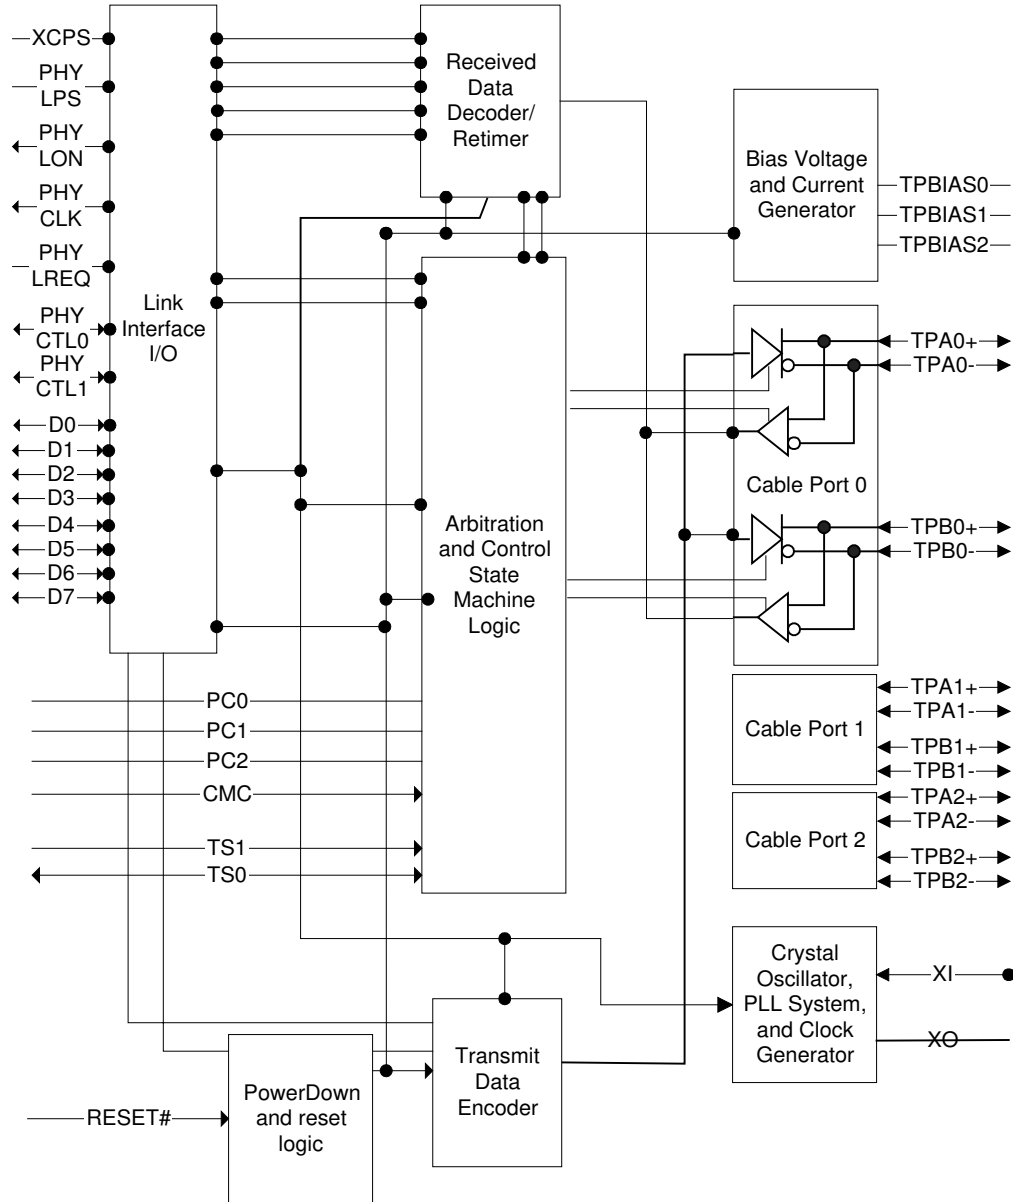 XCPS
PHY
LPS
PHY
LON
PHY
CLK
PHY
LREQ
PHY
CTL0
PHY
CTL1
D0
D1
D2
D3
D4
D5
D6
D7
Link
Interface
I/O
Received
Data
Decoder/
Retimer
Bias Voltage
and Current
Generator
TPBIAS0
TPBIAS1
TPBIAS2
TPA0+
TPA0-
Cable Port 0
TPB0+
TPB0-
Arbitration
and Control
State
Machine
Logic
PC0
PC1
PC2
CMC
TS1
TS0
Cable Port 1
TPA1+
TPA1-
TPB1+
TPB1-
Cable Port 2
TPA2+
TPA2-
TPB2+
TPB2-
Crystal
Oscillator,
PLL System,
and Clock
Generator
XI
XO
Transmit
Data
Encoder
PowerDown
and reset
logic
RESET#